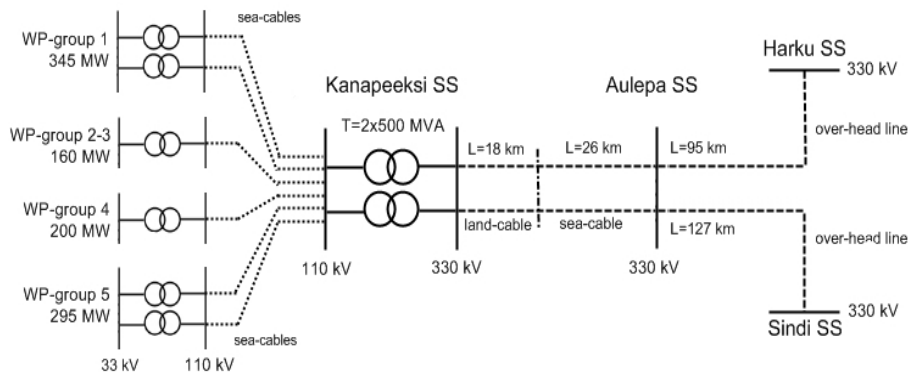 sea-cables
WP-group 1
345 MW
WP-group 2-3
160 MW
WP-group 4
200 MW
WP-group 5
295 MW
33 kV
110 kV
sea-cables
Kanapeeksi SS
T=2x500 MVA
110 kV
330 kV
L=18 km
land-cable
L=26 km
sea-cable
Aulepa SS
330 kV
L=95 km
L=127 km
Harku SS
330 kV
over-head line
over-head line
330 kV
Sindi SS